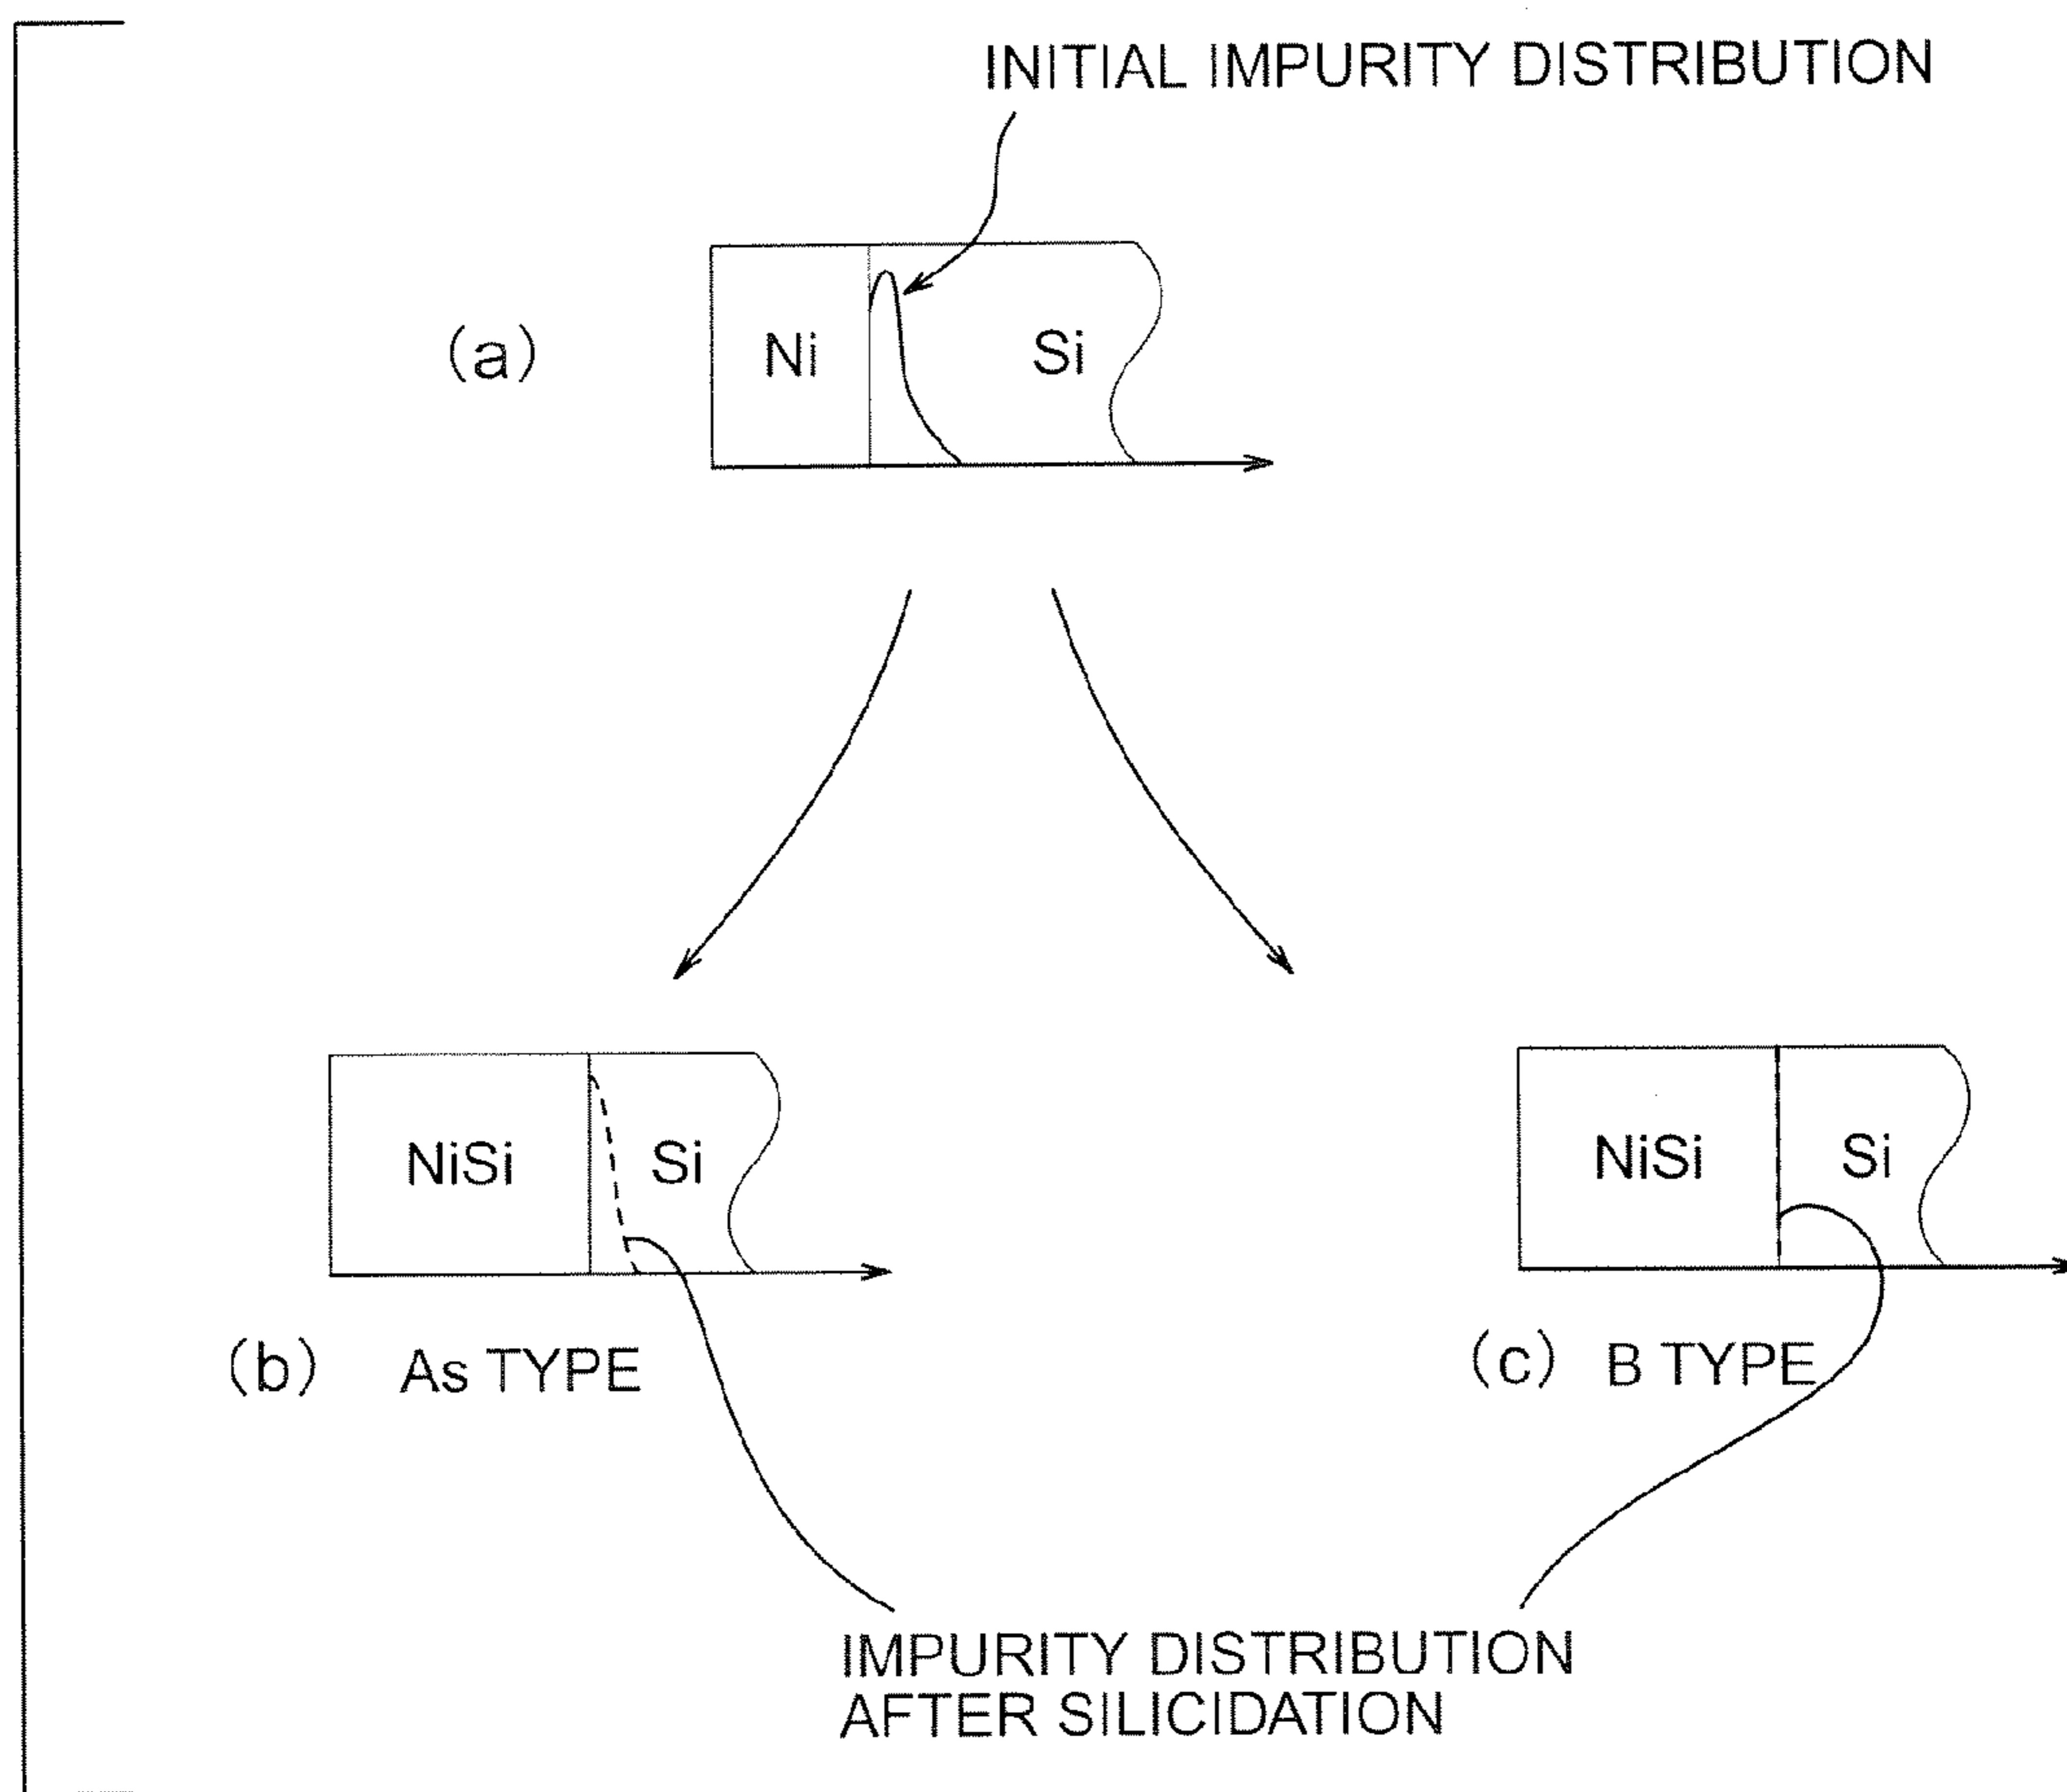 INITIAL IMPURITY DISTRIBUTION
(a)
Ni
Si
NiSi
Si
NiSi
Si
(b) As TYPE
(c) B TYPE
IMPURITY DISTRIBUTION
AFTER SILICIDATION